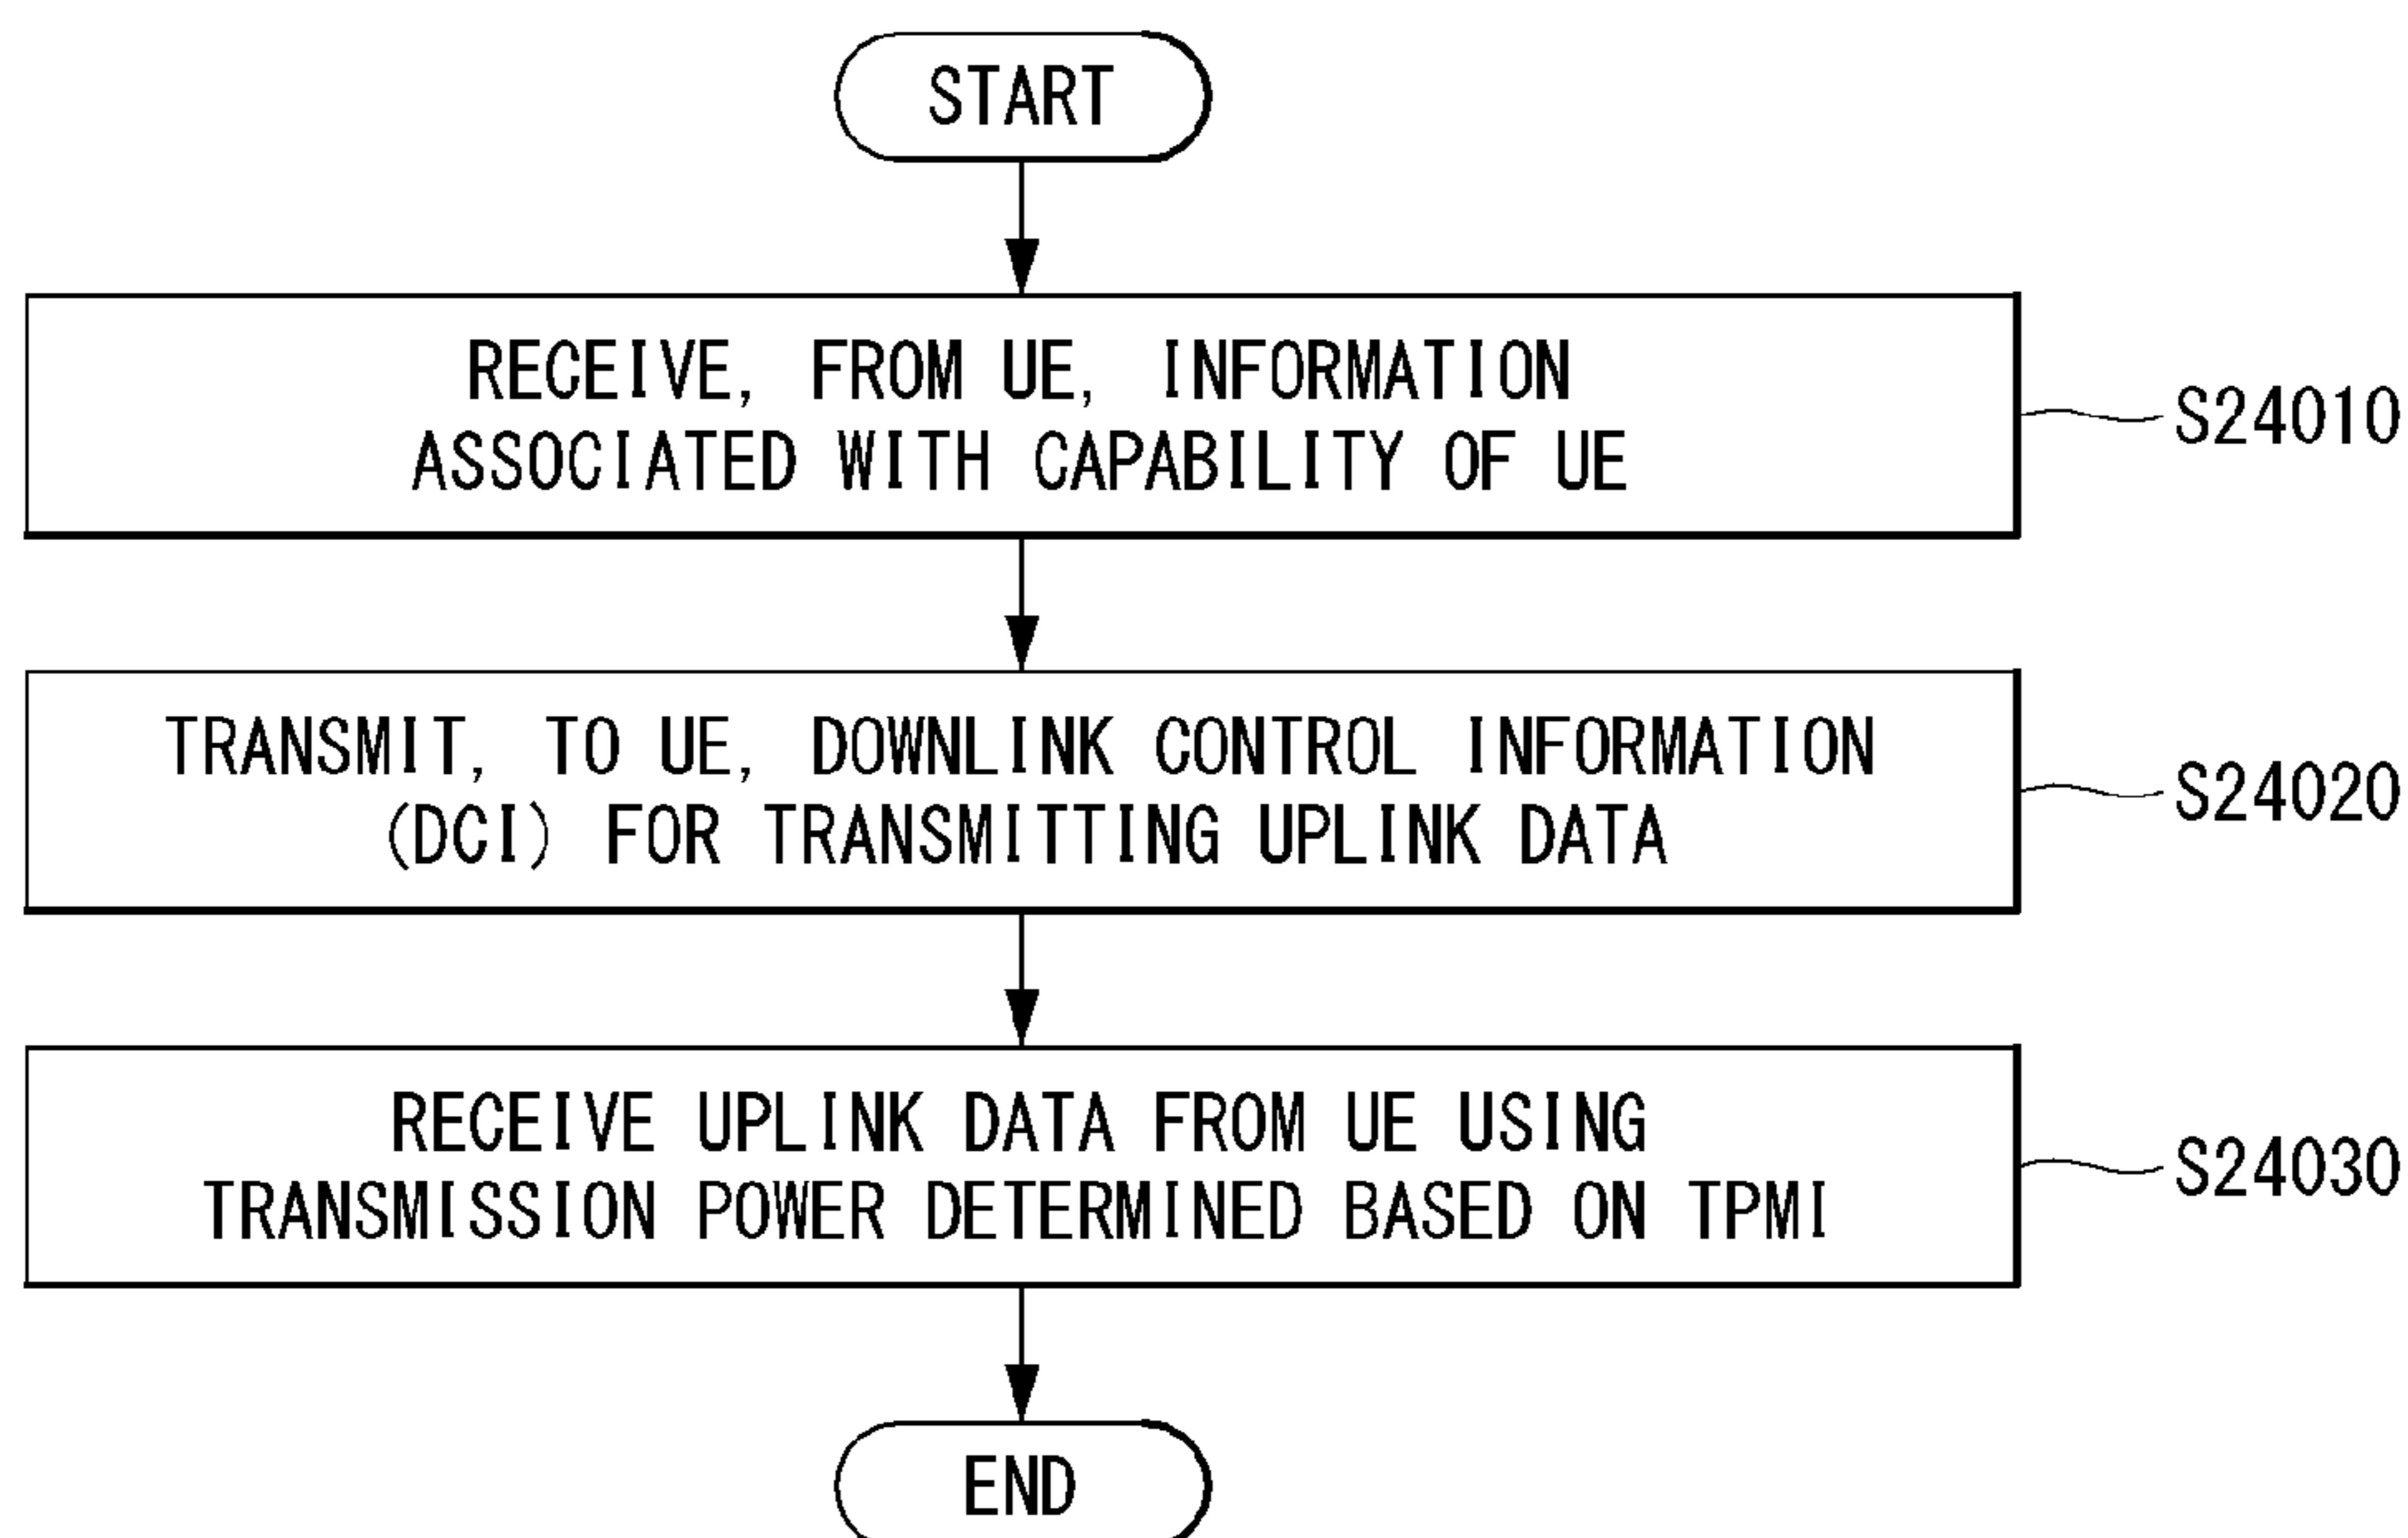 START
RECEIVE, FROM UE, INFORMATION
ASSOCIATED WITH CAPABILITY OF UE
S24010
TRANSMIT, TO UE, DOWNLINK CONTROL INFORMATION
(DCI) FOR TRANSMITTING UPLINK DATA
S24020
RECEIVE UPLINK DATA FROM UE USING
TRANSMISSION POWER DETERMINED BASED ON TPMI
S24030
END